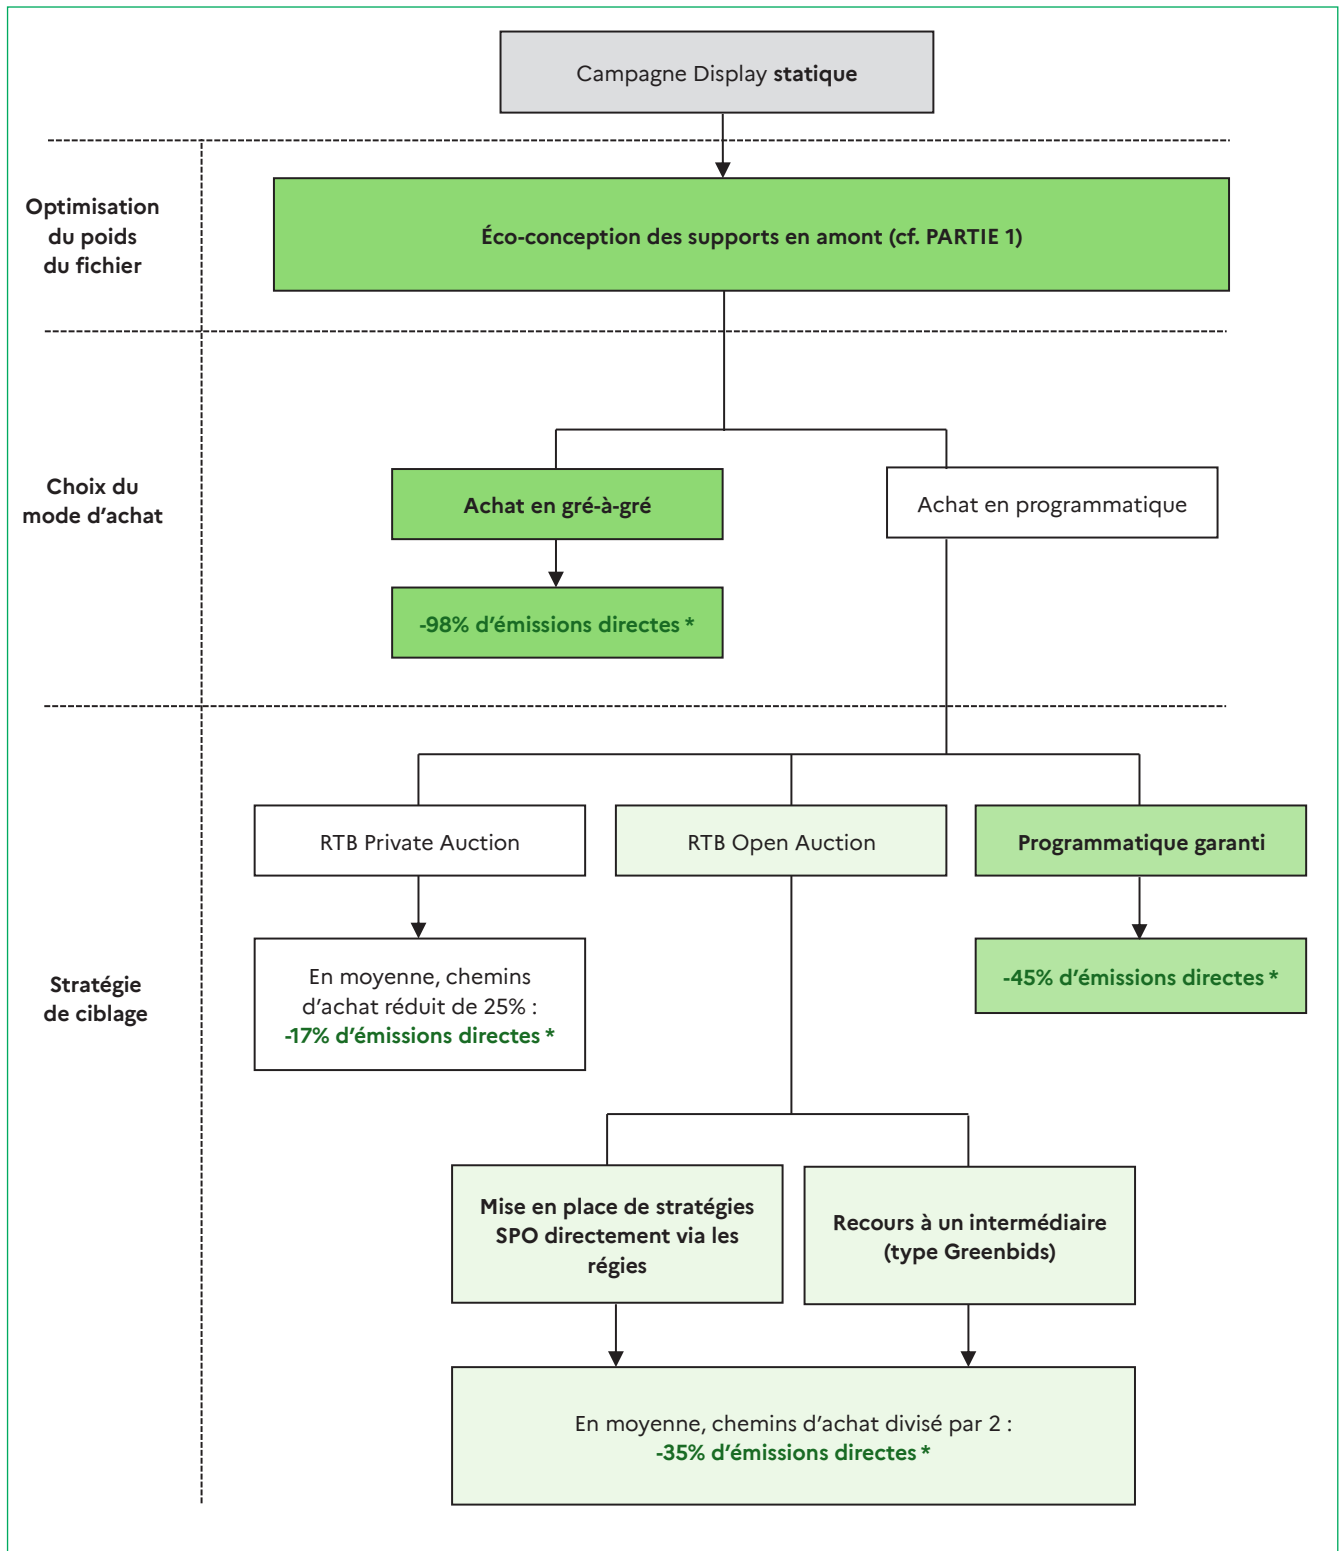 Campagne Display statique
Optimisation
du poids
du fichier
Éco-conception des supports en amont (cf. PARTIE 1)
Choix du
mode d’achat
Achat en gré-à-gré
Achat en programmatique
-98% d’émissions directes *
RTB Private Auction
RTB Open Auction
Programmatique garanti
Stratégie
de ciblage
En moyenne, chemins
d’achat réduit de 25% :
-17% d’émissions directes *
-45% d’émissions directes *
Mise en place de stratégies
SPO directement via les
régies
Recours à un intermédiaire
(type Greenbids)
En moyenne, chemins d’achat divisé par 2 :
-35% d’émissions directes *